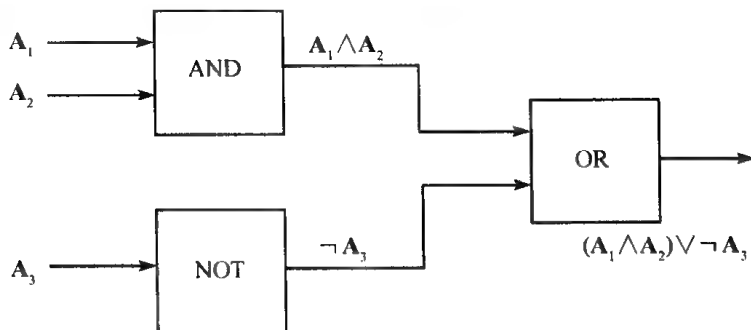 A₁
AND
A₁∧A₂
A₂
OR
(A₁∧A₂)∨¬A₃
A₃
NOT
¬A₃